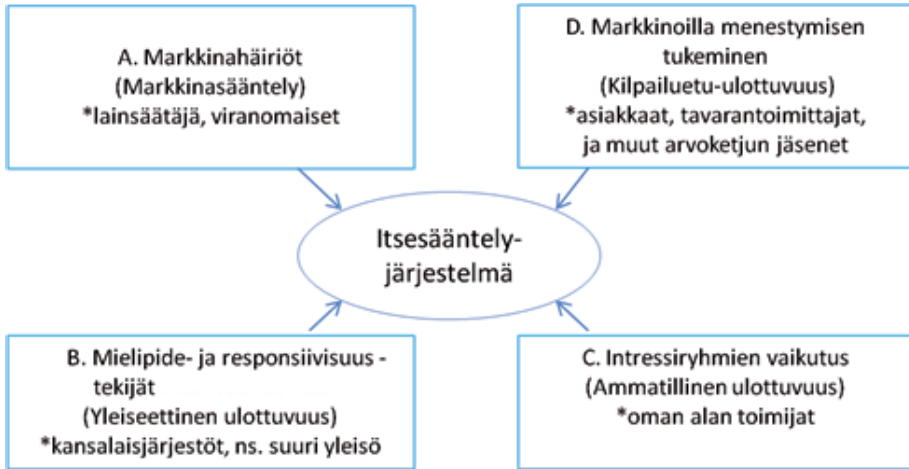 A. Markkinahäiriöt
(Markkinasääntely)
*lainsäätäjä, viranomaiset
D. Markkinoilla menestymisen
tukeminen
(Kilpailuetu-ulottuvuus)
*asiakkaat, tavarantoimittajat,
ja muut arvoketjun jäsenet
Itsesääntely-
järjestelmä
B. Mielipide- ja responsiivisuus -
tekijät
(Yleiseettinen ulottuvuus)
*kansalaisjärjestöt, ns. suuri yleisö
C. Intressiryhmien vaikutus
(Ammatillinen ulottuvuus)
*oman alan toimijat